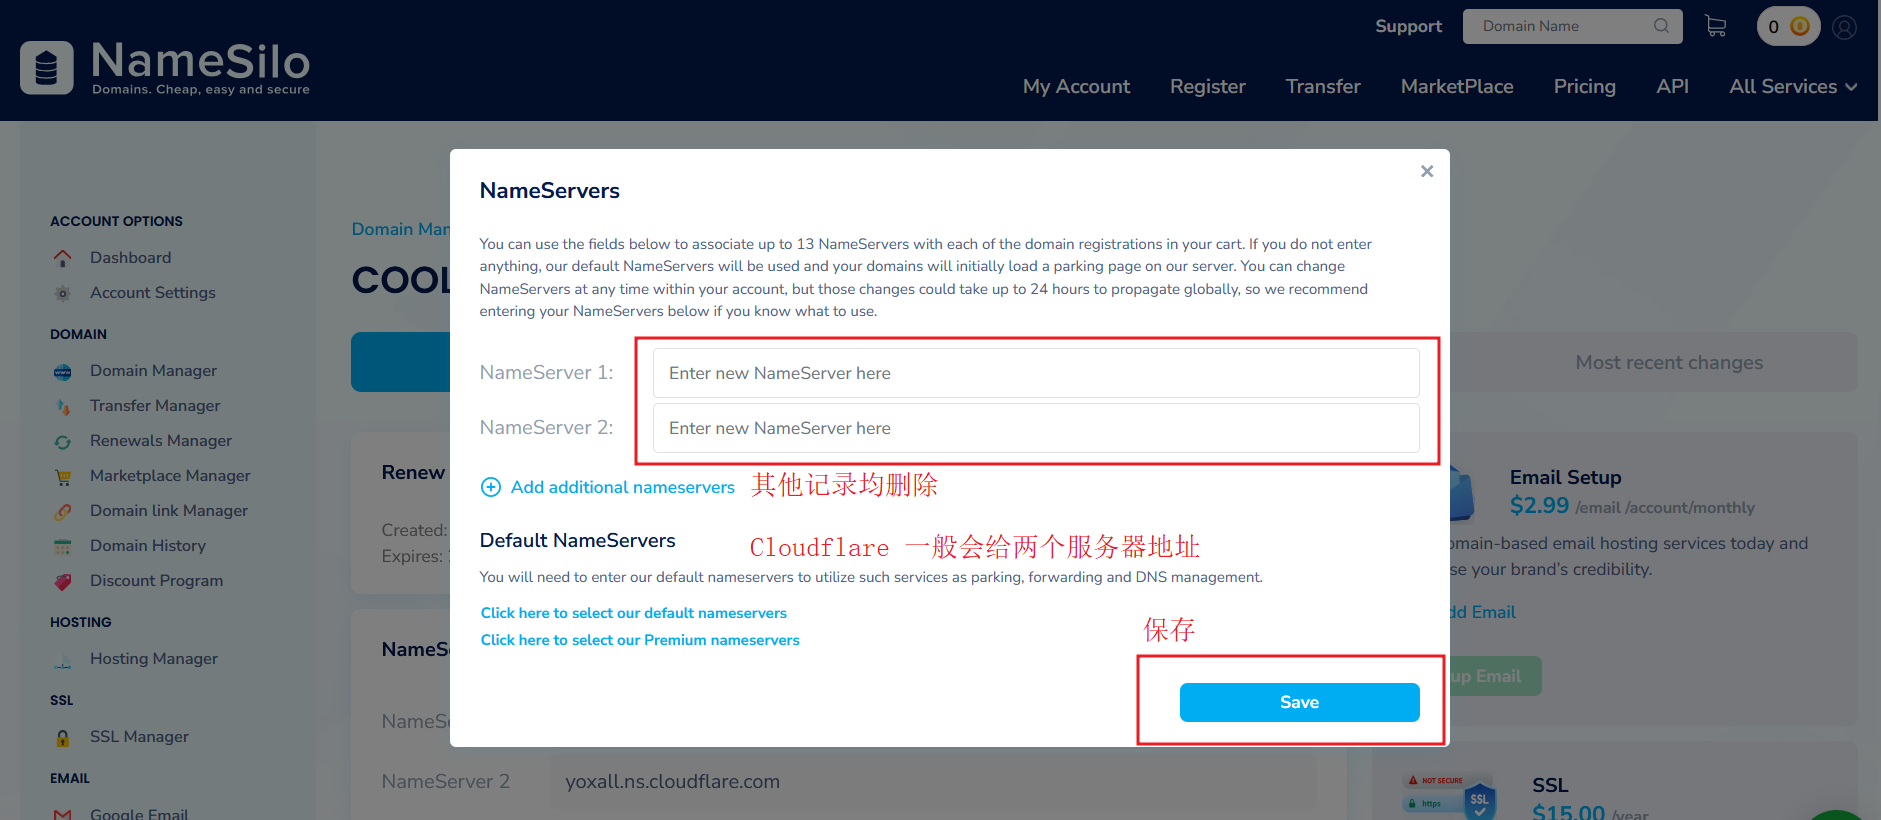 Support
Domain Name
0
NameSilo
Domains. Cheap, easy and secure
My Account
Register
Transfer
MarketPlace
Pricing
API
All Services
ACCOUNT OPTIONS
Dashboard
Account Settings
DOMAIN
Domain Manager
Transfer Manager
Renewals Manager
Marketplace Manager
Domain link Manager
Domain History
Discount Program
HOSTING
Hosting Manager
SSL
SSL Manager
EMAIL
Google Email
Domain Mar
COOL
NameServers
You can use the fields below to associate up to 13 NameServers with each of the domain registrations in your cart. If you do not enter
anything, our default NameServers will be used and your domains will initially load a parking page on our server. You can change
NameServers at any time within your account, but those changes could take up to 24 hours to propagate globally, so we recommend
entering your NameServers below if you know what to use.
NameServer 1:
Enter new NameServer here
NameServer 2:
Enter new NameServer here
Add additional nameservers
其他记录均删除
Default NameServers
Cloudflare 一般会给两个服务器地址
You will need to enter our default nameservers to utilize such services as parking, forwarding and DNS management.
Click here to select our default nameservers
Click here to select our Premium nameservers
保存
Save
Most recent changes
Renew
Created:
Expires:
NameS
NameS
NameServer 2
yoxall.ns.cloudflare.com
Email Setup
$2.99 /email /account/monthly
omain-based email hosting services today and
se your brand's credibility.
dd Email
up Email
NOT SECURE
https
SSL
SSL
$15.00 /year